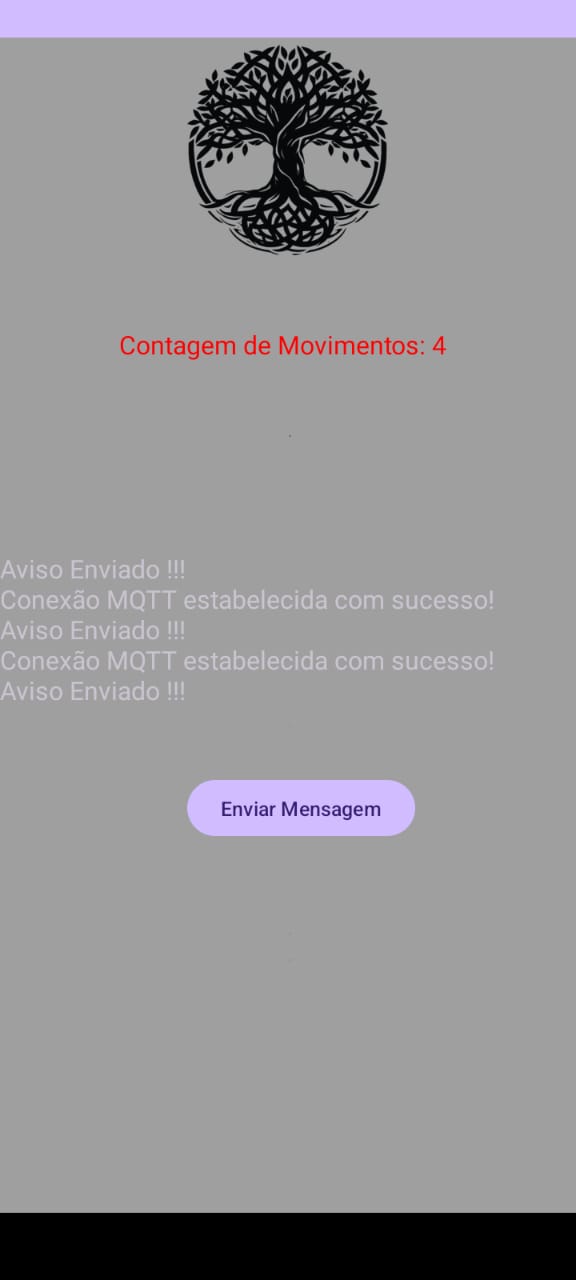 Contagem de Movimentos: 4
Aviso Enviado !!!
Conexão MQTT estabelecida com sucesso!
Aviso Enviado !!!
Conexão MQTT estabelecida com sucesso!
Aviso Enviado !!!
Enviar Mensagem